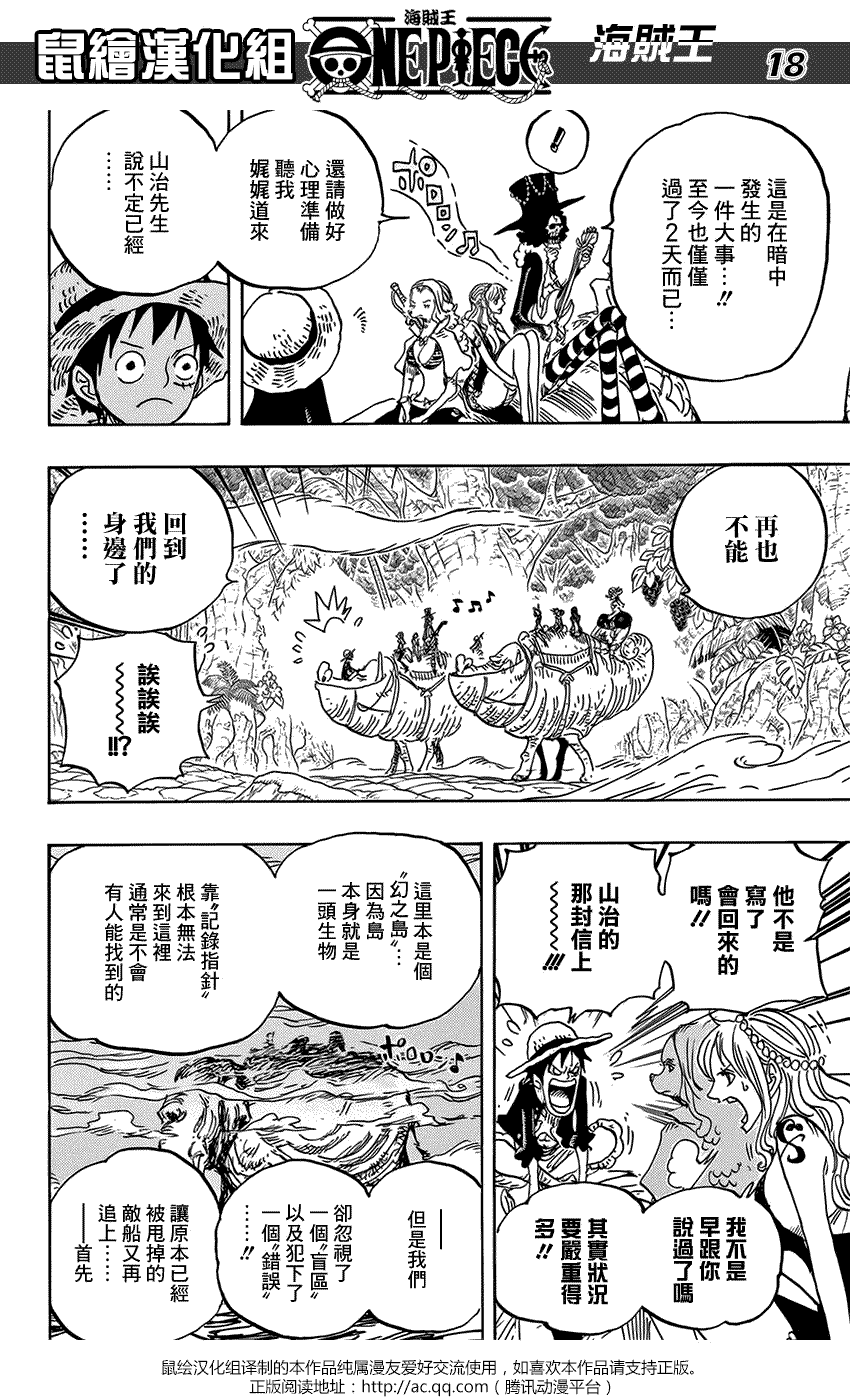 鼠繪漢化組
海賊王
ONE PIECE
海賊王
18
這是在暗中
發生的
一件大事…!!
至今也僅僅
過了2天而已…
!
ポロロン♪
還請做好
心理準備
聽我
娓娓道來
山治先生
說不定已經
……
再也
不能
回到
我們的
身邊了
……
誒誒誒
～～～!!?
他不是
寫了
會回來的
嗎!!
山治的
那封信上
～～～!!!
我不是
早跟你
說過了嗎
其實狀況
要嚴重得
多!!
這里本是個
“幻之島”…
因為島
本身就是
一頭生物
靠“記錄指針”
根本無法
來到這裡
通常是不會
有人能找到的
ポロロ～♪
——
但是我們
卻忽視了
一個“盲區”
以及犯下了
一個“錯誤”
……!!
讓原本已經
被甩掉的
敵船又再
追上……
——首先
鼠绘汉化组译制的本作品纯属漫友爱好交流使用，如喜欢本作品请支持正版。
正版阅读地址：http://ac.qq.com（腾讯动漫平台）